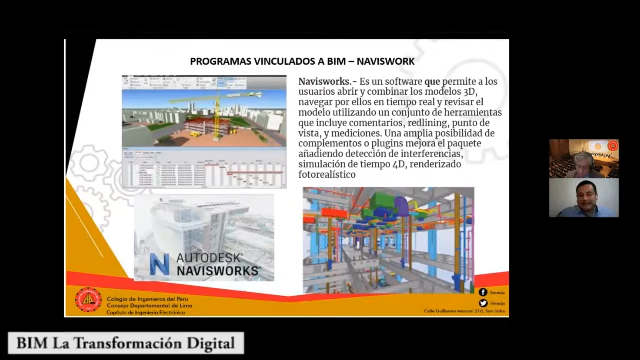 PROGRAMAS VINCULADOS A BIM – NAVISWORK
Navisworks.- Es un software que permite a los
usuarios abrir y combinar los modelos 3D,
navegar por ellos en tiempo real y revisar el
modelo utilizando un conjunto de herramientas
que incluye comentarios, redlining, punto de
vista, y mediciones. Una amplia posibilidad de
complementos o plugins mejora el paquete
añadiendo detección de interferencias,
simulación de tiempo 4D, renderizado
fotorealístico
AUTODESK®
NAVISWORKS®
Colegio de Ingenieros del Perú
Consejo Departamental de Lima
Capítulo de Ingeniería Electrónica
BIM La Transformación Digital